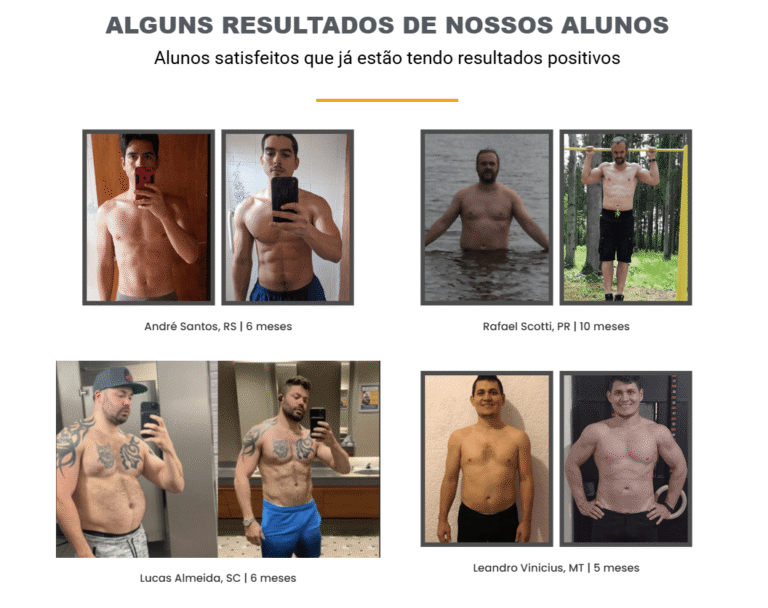 ALGUNS RESULTADOS DE NOSSOS ALUNOS
Alunos satisfeitos que já estão tendo resultados positivos
André Santos, RS | 6 meses
Rafael Scotti, PR | 10 meses
Lucas Almeida, SC | 6 meses
Leandro Vinicius, MT | 5 meses